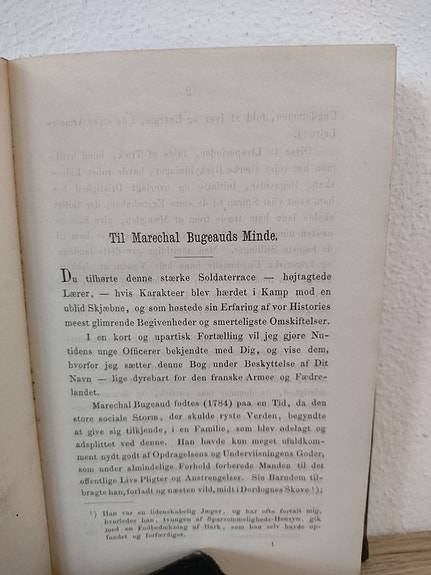 Til Marechal Bugeauds Minde.
Du tilhørte denne stærke Soldaterrace — højtagtede
Lærer, — hvis Karakteer blev hærdet i Kamp mod en
ublid Skjæbne, og som høstede sin Erfaring af vor Histories
meest glimrende Begivenheder og smerteligste Omskiftelser.
I en kort og upartisk Fortælling vil jeg gjøre Nu-
tidens unge Officerer bekjendte med Dig, og vise dem,
hvorfor jeg sætter denne Bog under Beskyttelse af Dit
Navn — lige dyrebart for den franske Armee og Fædre-
landet.
Marechal Bugeaud fødtes (1784) paa en Tid, da den
store sociale Storm, der skulde ryste Verden, begyndte
at give sig tilkjende, i en Familie, som blev ødelagt og
adsplittet ved denne. Han havde kun meget ufuldkom-
ment nydt godt af Opdragelsens og Underviisningens Goder,
som under almindelige Forhold forberede Manden til det
offentlige Livs Pligter og Anstrengelser. Sin Barndom til-
bragte han, forladt og næsten vild, midt i Dordognes Skove ¹);
¹) Han var en lidenskabelig Jæger, og har ofte fortalt mig,
hvorledes han, tvungen af Sparsommeligheds-Hensyn, gik
med en Fodbedækning af Bark, som han selv havde op-
fundet og forfærdiget.
1